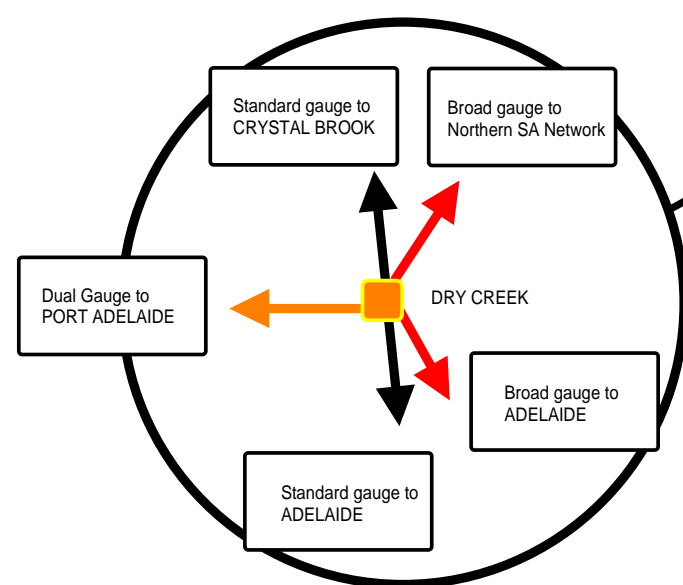 Standard gauge to
CRYSTAL BROOK
Broad gauge to
Northern SA Network
Dual Gauge to
PORT ADELAIDE
DRY CREEK
Broad gauge to
ADELAIDE
Standard gauge to
ADELAIDE